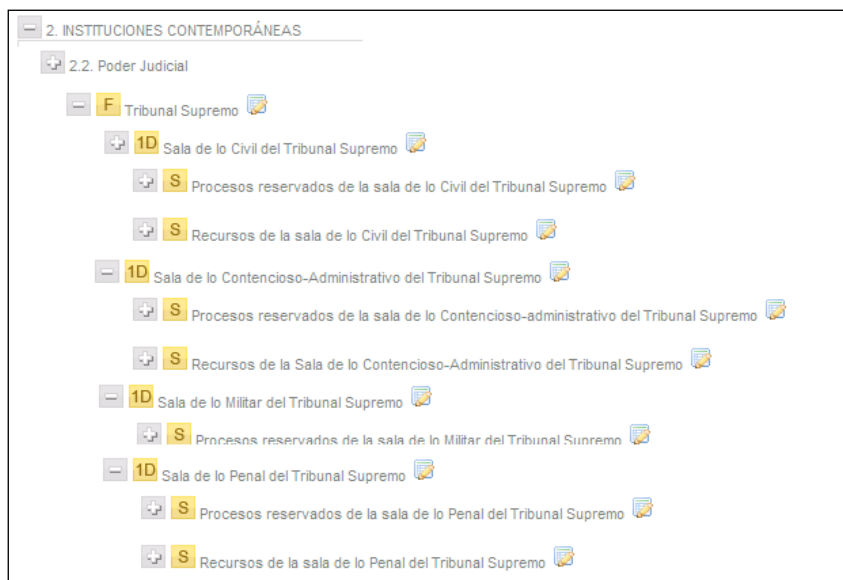 2. INSTITUCIONES CONTEMPORÁNEAS
2.2. Poder Judicial
F Tribunal Supremo
1D Sala de lo Civil del Tribunal Supremo
S Procesos reservados de la sala de lo Civil del Tribunal Supremo
S Recursos de la sala de lo Civil del Tribunal Supremo
1D Sala de lo Contencioso-Administrativo del Tribunal Supremo
S Procesos reservados de la sala de lo Contencioso-administrativo del Tribunal Supremo
S Recursos de la Sala de lo Contencioso-Administrativo del Tribunal Supremo
1D Sala de lo Militar del Tribunal Supremo
S Procesos reservados de la sala de lo Militar del Tribunal Supremo
1D Sala de lo Penal del Tribunal Supremo
S Procesos reservados de la sala de lo Penal del Tribunal Supremo
S Recursos de la sala de lo Penal del Tribunal Supremo